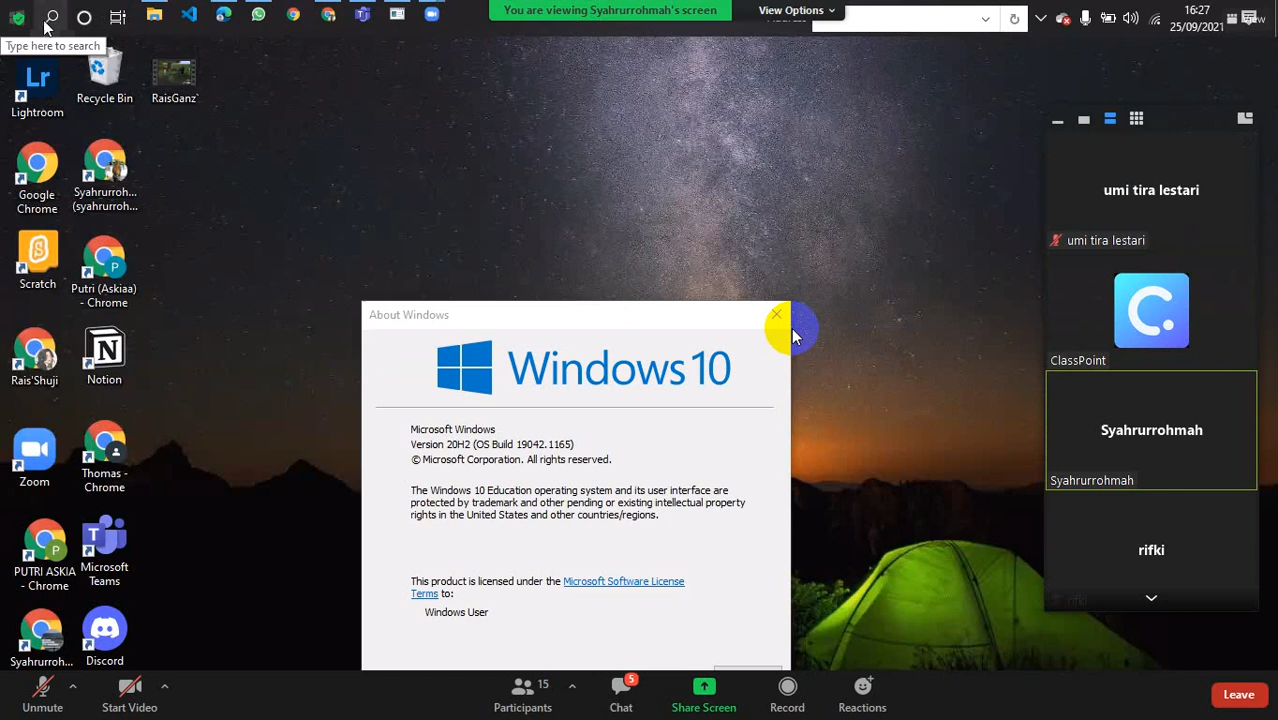 You are viewing Syahrurrohmah's screen
View Options
16:27
25/09/2021
Type here to search
Lightroom
Recycle Bin
RaisGanz`
Google
Chrome
Syahrurroh...
(syahrurroh...
Scratch
Putri (Askiaa)
- Chrome
Rais'Shuji
Notion
Zoom
Thomas -
Chrome
PUTRI ASKIA
- Chrome
Microsoft
Teams
Syahrurroh...
Discord
About Windows
Windows 10
Microsoft Windows
Version 20H2 (OS Build 19042.1165)
© Microsoft Corporation. All rights reserved.
The Windows 10 Education operating system and its user interface are
protected by trademark and other pending or existing intellectual property
rights in the United States and other countries/regions.
This product is licensed under the Microsoft Software License
Terms to:
Windows User
umi tira lestari
umi tira lestari
ClassPoint
Syahrurrohmah
Syahrurrohmah
rifki
rifki
Unmute
Start Video
15
Participants
5
Chat
Share Screen
Record
Reactions
Leave